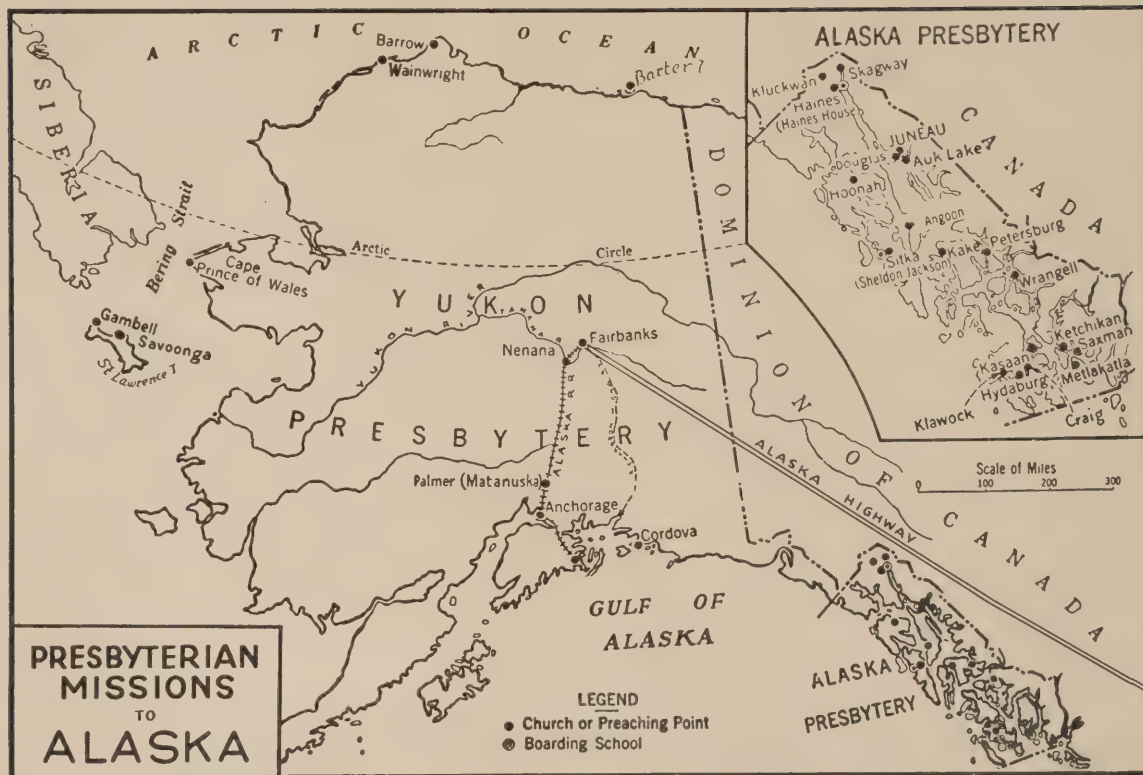 ARCTIC OCEAN
Barrow
Wainwright
Barter I
SIBERIA
Bering Strait
Arctic Circle
Cape
Prince of Wales
Gambell
Savoonga
St Lawrence I
YUKON
PRESBYTERY
YUKON RIVER
TANANA R
Nenana
Fairbanks
ALASKA R R
Palmer (Matanuska)
Anchorage
Cordova
GULF OF
ALASKA
DOMINION OF CANADA
ALASKA HIGHWAY
ALASKA PRESBYTERY
Kluckwan
Skagway
Haines
(Haines House)
CANADA
JUNEAU
Douglas
Auk Lake
Hoonah
Angoon
Sitka
(Sheldon Jackson)
Kake
Petersburg
Wrangell
Ketchikan
Saxman
Kasaan
Metlakatla
Hydaburg
Klawock
Craig
Scale of Miles
0 100 200 300
ALASKA
PRESBYTERY
LEGEND
Church or Preaching Point
Boarding School
PRESBYTERIAN
MISSIONS
TO
ALASKA